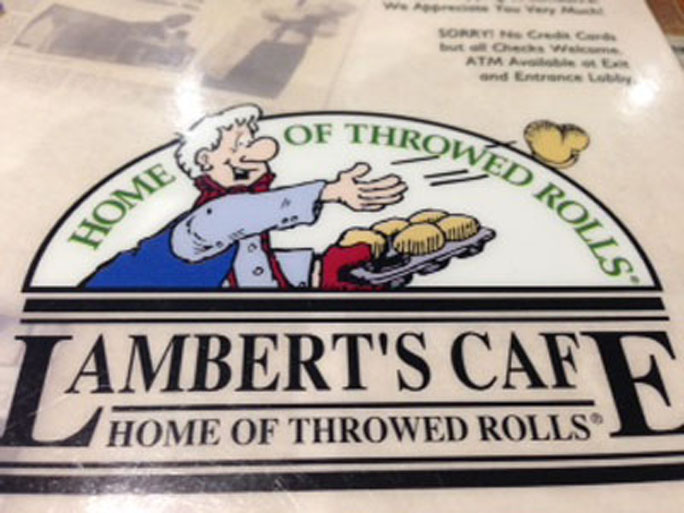 We Appreciate You Very Much!
SORRY! No Credit Cards
but all Checks Welcome.
ATM Available at Exit
and Entrance Lobby.
HOME OF THROWED ROLLS®
LAMBERT'S CAFE
HOME OF THROWED ROLLS®